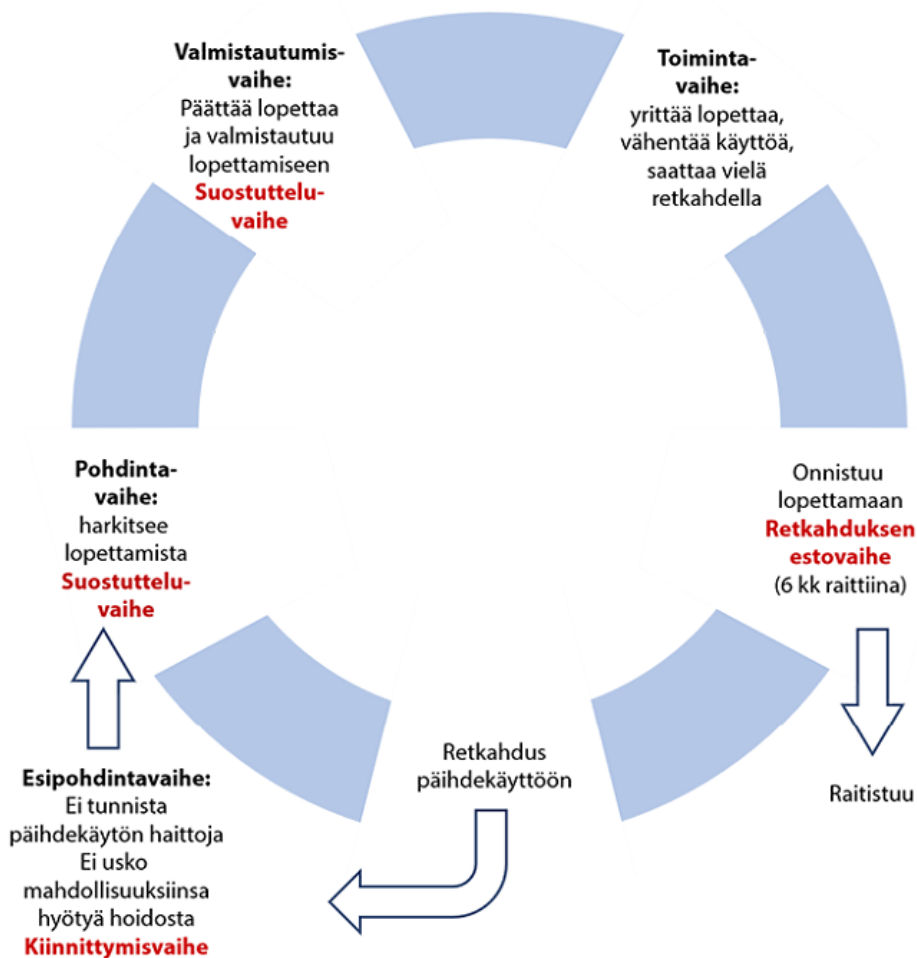 Valmistautumis-
vaihe:
Päättää lopettaa
ja valmistautuu
lopettamiseen
Suostuttelu-
vaihe
Toiminta-
vaihe:
yrittää lopettaa,
vähentää käyttöä,
saattaa vielä
retkahdella
Pohdinta-
vaihe:
harkitsee
lopettamista
Suostuttelu-
vaihe
Onnistuu
lopettamaan
Retkahduksen
estovaihe
(6 kk raittiina)
Esipohdintavaihe:
Ei tunnista
päihdekäytön haittoja
Ei usko
mahdollisuuksiinsa
hyötyä hoidosta
Kiinnittymisvaihe
Retkahdus
päihdekäyttöön
Raitistuu